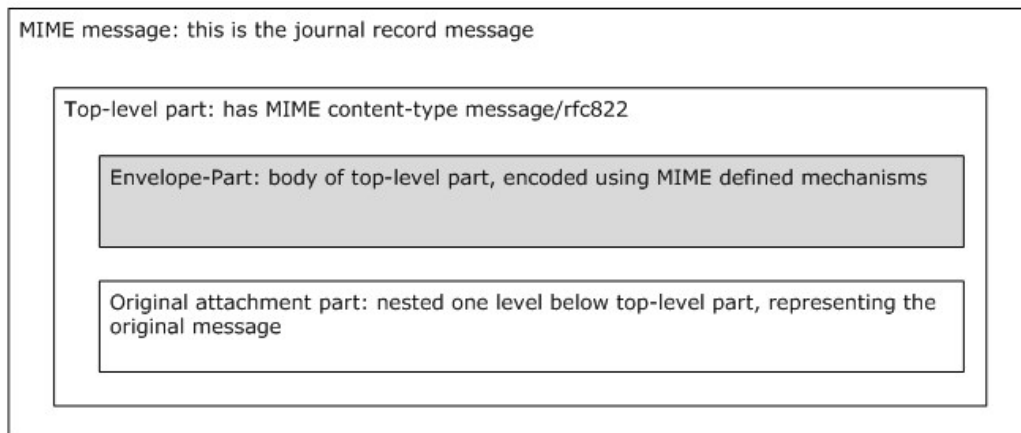 MIME message: this is the journal record message
Top-level part: has MIME content-type message/rfc822
Envelope-Part: body of top-level part, encoded using MIME defined mechanisms
Original attachment part: nested one level below top-level part, representing the
original message